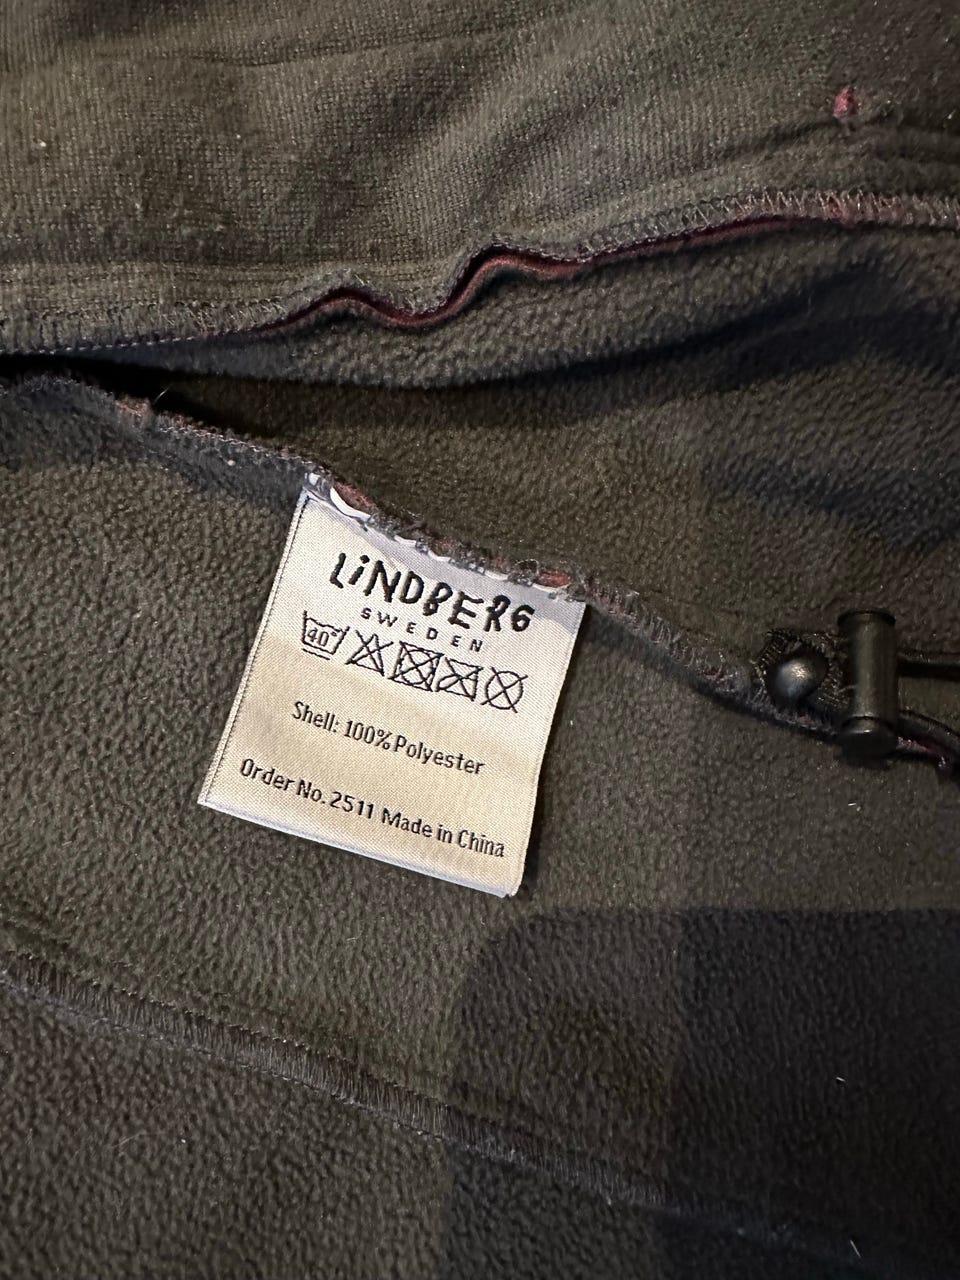 LiNDBERG
SWEDEN
40°
Shell: 100% Polyester
Order No. 2511 Made in China